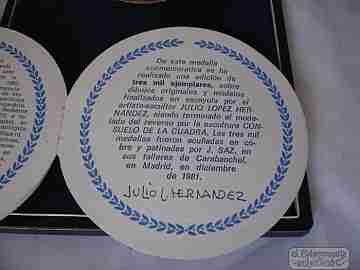 De esta medalla
conmemorativa se ha
realizado una edición de
tres mil ejemplares, sobre
dibujos originales y modelos
realizados en escayola por el
orfebre-escultor JULIO LOPEZ HER-
NANDEZ, siendo terminado el mode-
lado del reverso por la escultora CON-
SUELO DE LA CUADRA. Las tres mil
medallas fueron acuñadas en co-
bre y patinadas por J. SAZ, en
sus talleres de Carabanchel,
en Madrid, en diciembre
de 1981.
JULIO L. HERNANDEZ